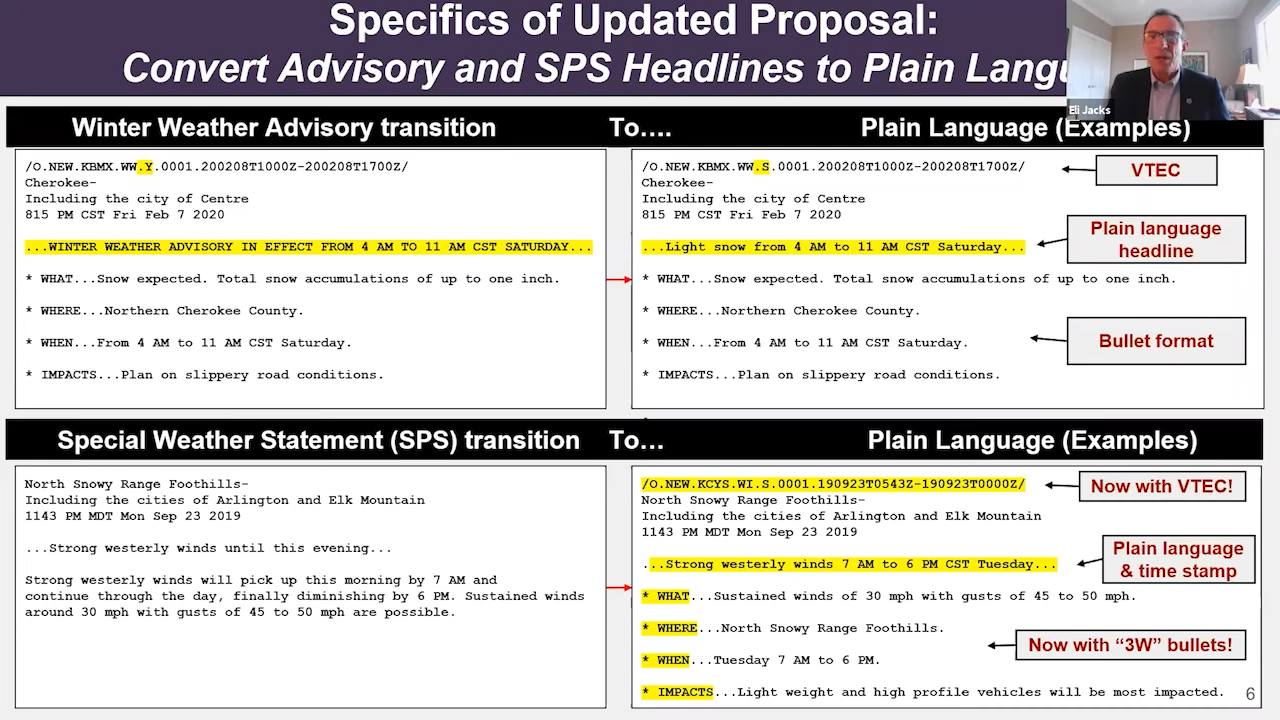 Specifics of Updated Proposal:
Convert Advisory and SPS Headlines to Plain Langu
Eli Jacks
Winter Weather Advisory transition To…. Plain Language (Examples)
/O.NEW.KBMX.WW.Y.0001.200208T1000Z-200208T1700Z/
Cherokee-
Including the city of Centre
815 PM CST Fri Feb 7 2020
...WINTER WEATHER ADVISORY IN EFFECT FROM 4 AM TO 11 AM CST SATURDAY...
* WHAT...Snow expected. Total snow accumulations of up to one inch.
* WHERE...Northern Cherokee County.
* WHEN...From 4 AM to 11 AM CST Saturday.
* IMPACTS...Plan on slippery road conditions.
/O.NEW.KBMX.WW.S.0001.200208T1000Z-200208T1700Z/
Cherokee-
Including the city of Centre
815 PM CST Fri Feb 7 2020
...Light snow from 4 AM to 11 AM CST Saturday...
* WHAT...Snow expected. Total snow accumulations of up to one inch.
* WHERE...Northern Cherokee County.
* WHEN...From 4 AM to 11 AM CST Saturday.
* IMPACTS...Plan on slippery road conditions.
VTEC
Plain language
headline
Bullet format
Special Weather Statement (SPS) transition To… Plain Language (Examples)
North Snowy Range Foothills-
Including the cities of Arlington and Elk Mountain
1143 PM MDT Mon Sep 23 2019
...Strong westerly winds until this evening...
Strong westerly winds will pick up this morning by 7 AM and
continue through the day, finally diminishing by 6 PM. Sustained winds
around 30 mph with gusts of 45 to 50 mph are possible.
/O.NEW.KCYS.WI.S.0001.190923T0543Z-190923T0000Z/
North Snowy Range Foothills-
Including the cities of Arlington and Elk Mountain
1143 PM MDT Mon Sep 23 2019
...Strong westerly winds 7 AM to 6 PM CST Tuesday...
* WHAT...Sustained winds of 30 mph with gusts of 45 to 50 mph.
* WHERE...North Snowy Range Foothills.
* WHEN...Tuesday 7 AM to 6 PM.
* IMPACTS...Light weight and high profile vehicles will be most impacted.
Now with VTEC!
Plain language
& time stamp
Now with “3W” bullets!
6